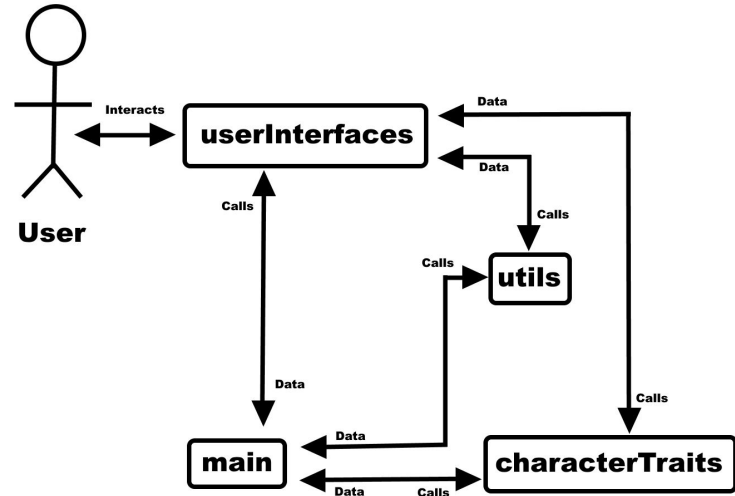 Data
Interacts
userInterfaces
Data
Calls
Calls
User
Calls
utils
Data
Calls
Data
main
characterTraits
Data
Calls